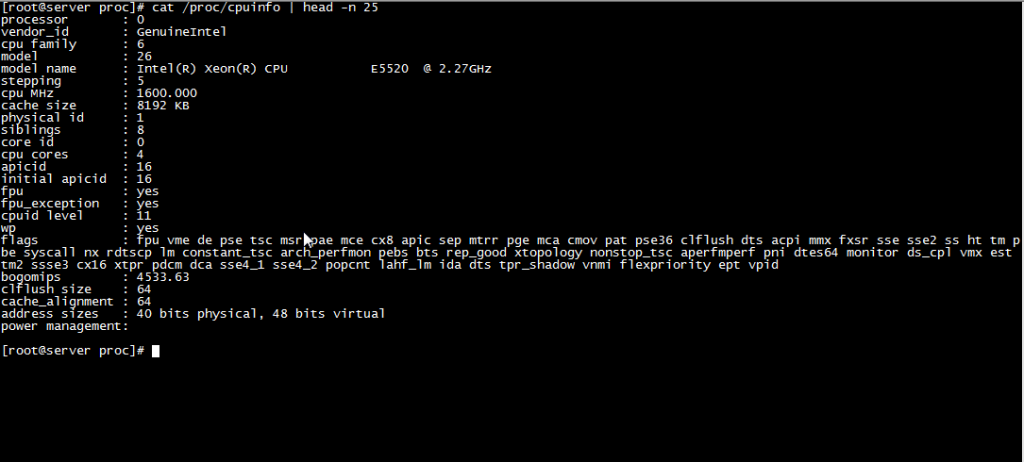 [root@server proc]# cat /proc/cpuinfo | head -n 25
processor       : 0
vendor_id       : GenuineIntel
cpu family      : 6
model           : 26
model name      : Intel(R) Xeon(R) CPU           E5520  @ 2.27GHz
stepping        : 5
cpu MHz         : 1600.000
cache size      : 8192 KB
physical id     : 1
siblings        : 8
core id         : 0
cpu cores       : 4
apicid          : 16
initial apicid  : 16
fpu             : yes
fpu_exception   : yes
cpuid level     : 11
wp              : yes
flags           : fpu vme de pse tsc msr pae mce cx8 apic sep mtrr pge mca cmov pat pse36 clflush dts acpi mmx fxsr sse sse2 ss ht tm p
be syscall nx rdtscp lm constant_tsc arch_perfmon pebs bts rep_good xtopology nonstop_tsc aperfmperf pni dtes64 monitor ds_cpl vmx est
tm2 ssse3 cx16 xtpr pdcm dca sse4_1 sse4_2 popcnt lahf_lm ida dts tpr_shadow vnmi flexpriority ept vpid
bogomips        : 4533.63
clflush size    : 64
cache_alignment : 64
address sizes   : 40 bits physical, 48 bits virtual
power management:
[root@server proc]#